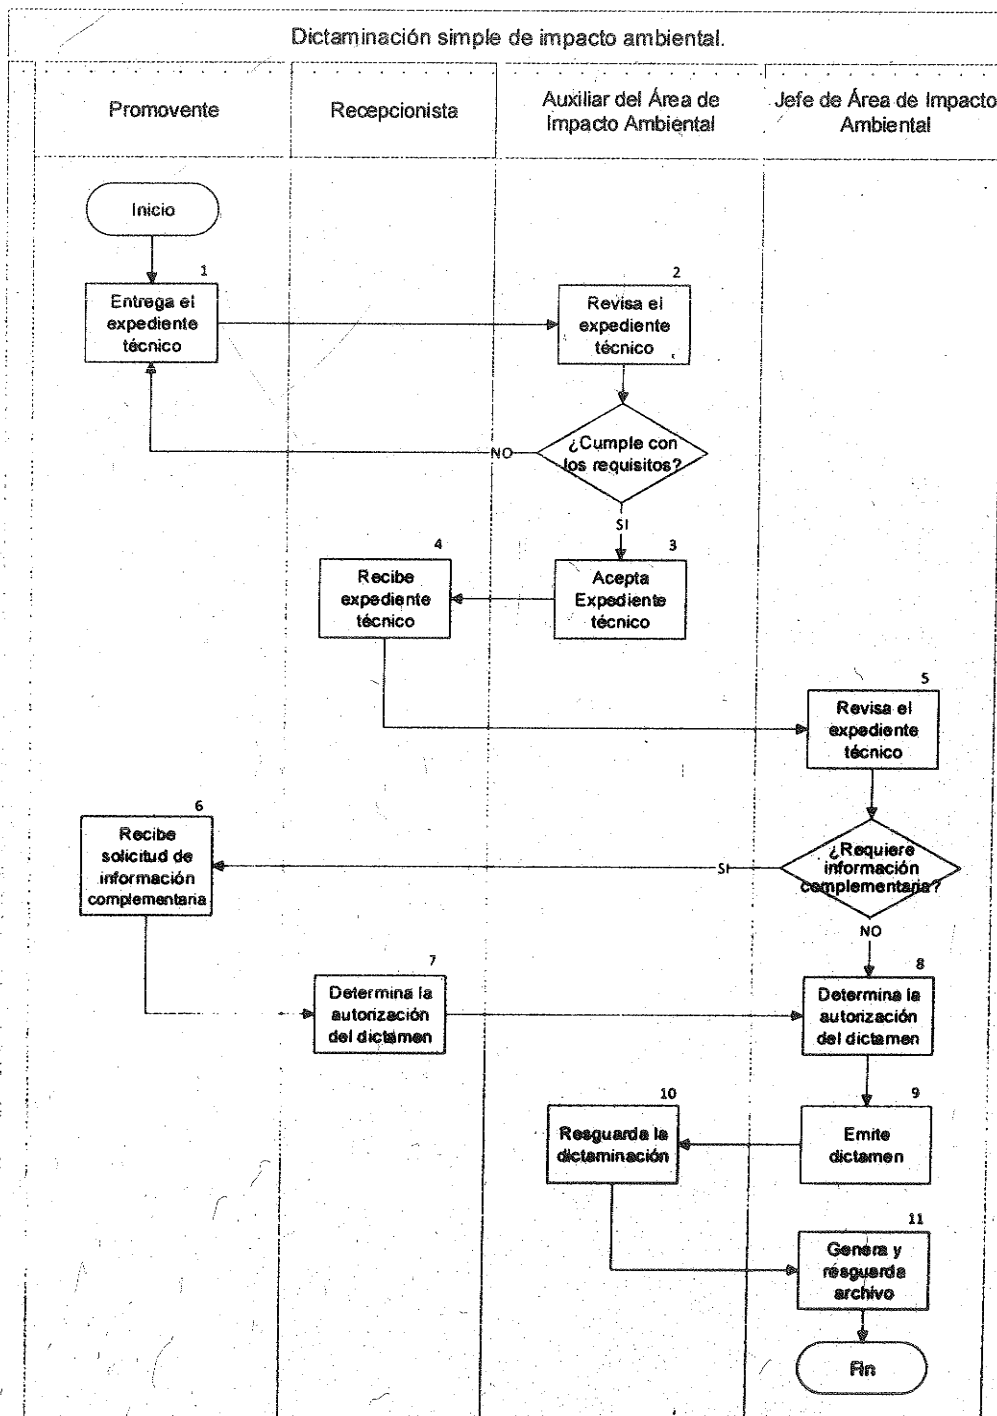 Dictaminación simple de impacto ambiental.
Promovente
Recepcionista
Auxiliar del Área de
Impacto Ambiental
Jefe de Área de Impacto
Ambiental
Inicio
1
Entrega el
expediente
técnico
2
Revisa el
expediente
técnico
¿Cumple con
los requisitos?
NO
SI
3
Acepta
Expediente
técnico
4
Recibe
expediente
técnico
5
Revisa el
expediente
técnico
¿Requiere
información
complementaria?
SI
NO
6
Recibe
solicitud de
información
complementaria
7
Determina la
autorización
del dictamen
8
Determina la
autorización
del dictamen
9
Emite
dictamen
10
Resguarda la
dictaminación
11
Genera y
resguarda
archivo
Fin